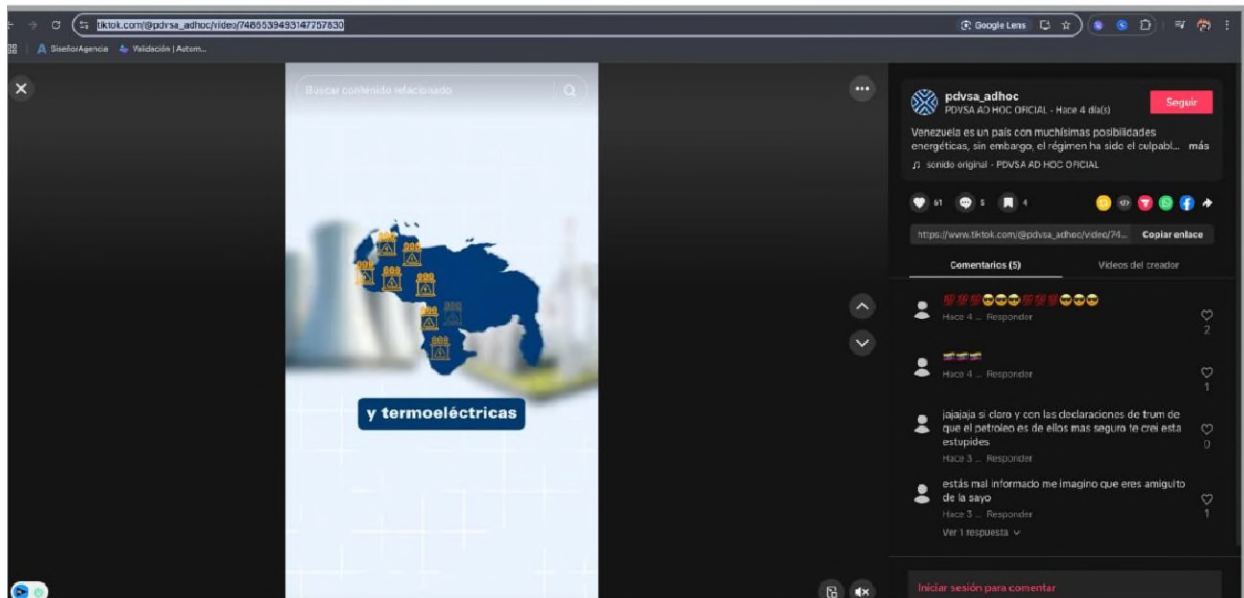 tiktok.com/@pdvsa_adhoc/video/7485539493147757830
Google Lens
DiseñorAgencia
Validación | Autom...
Buscar contenido relacionado
y termoeléctricas
pdvsa_adhoc
PDVSA AD HOC OFICIAL - Hace 4 día(s)
Seguir
Venezuela es un país con muchísimas posibilidades
energéticas, sin embargo, el régimen ha sido el culpabl... más
sonido original - PDVSA AD HOC OFICIAL
61
5
4
https://www.tiktok.com/@pdvsa_adhoc/video/74...
Copiar enlace
Comentarios (5)
Videos del creador
Hace 4 ... Responder
2
Hace 4 ... Responder
1
jajajaja si claro y con las declaraciones de trum de
que el petroleo es de ellos mas seguro te crei esta
estupides
Hace 3 ... Responder
0
estás mal informado me imagino que eres amiguito
de la sayo
Hace 3 ... Responder
1
Ver 1 respuesta
Iniciar sesión para comentar